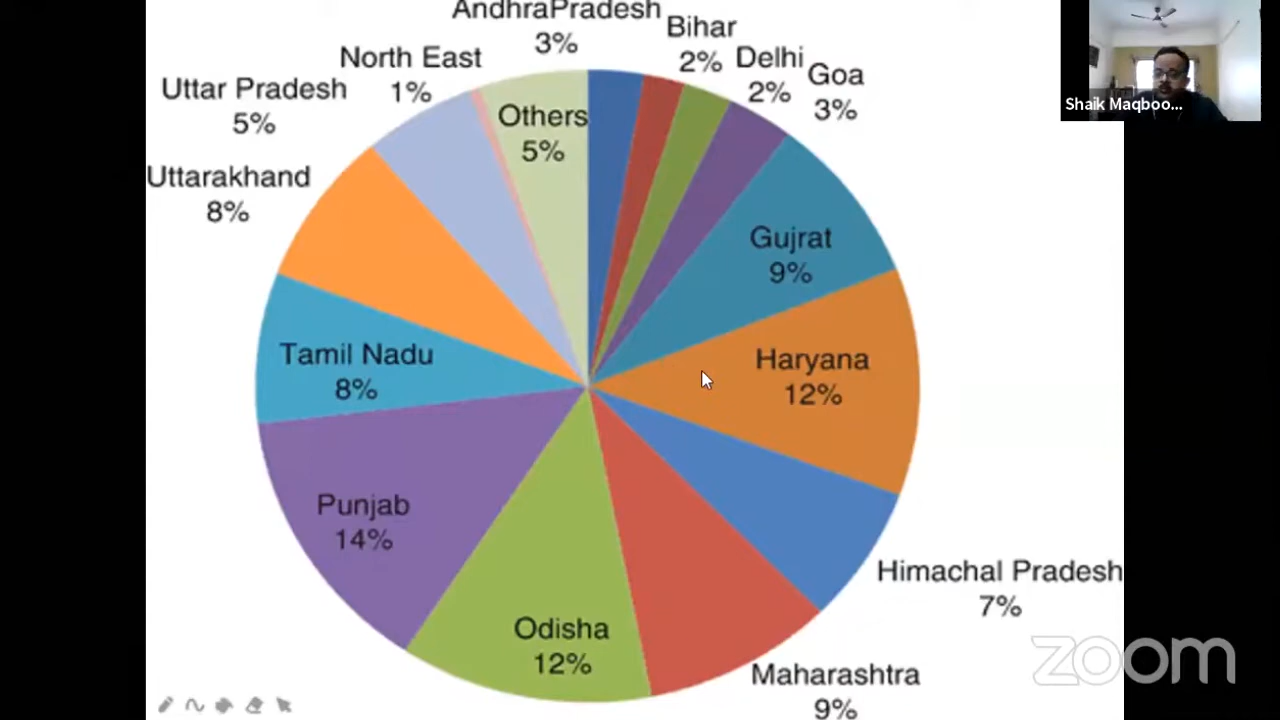 AndhraPradesh
3%
Bihar
2%
Delhi
2%
Goa
3%
Gujrat
9%
Haryana
12%
Himachal Pradesh
7%
Maharashtra
9%
Odisha
12%
Punjab
14%
Tamil Nadu
8%
Uttarakhand
8%
Uttar Pradesh
5%
North East
1%
Others
5%
Shaik Maqboo...
zoom